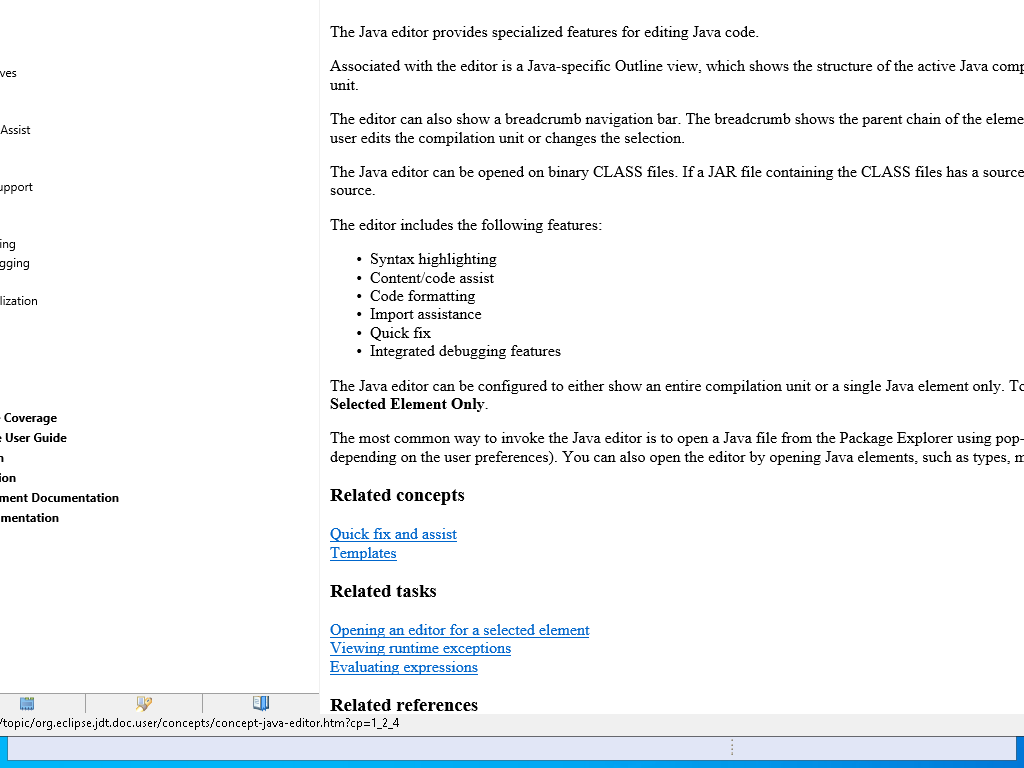 ves
Assist
upport
ing
gging
lization
Coverage
User Guide
n
ion
ment Documentation
mentation
The Java editor provides specialized features for editing Java code.
Associated with the editor is a Java-specific Outline view, which shows the structure of the active Java comp
unit.
The editor can also show a breadcrumb navigation bar. The breadcrumb shows the parent chain of the eleme
user edits the compilation unit or changes the selection.
The Java editor can be opened on binary CLASS files. If a JAR file containing the CLASS files has a source
source.
The editor includes the following features:
• Syntax highlighting
• Content/code assist
• Code formatting
• Import assistance
• Quick fix
• Integrated debugging features
The Java editor can be configured to either show an entire compilation unit or a single Java element only. To
Selected Element Only.
The most common way to invoke the Java editor is to open a Java file from the Package Explorer using pop-
depending on the user preferences). You can also open the editor by opening Java elements, such as types, m
Related concepts
Quick fix and assist
Templates
Related tasks
Opening an editor for a selected element
Viewing runtime exceptions
Evaluating expressions
Related references
/topic/org.eclipse.jdt.doc.user/concepts/concept-java-editor.htm?cp=1_2_4